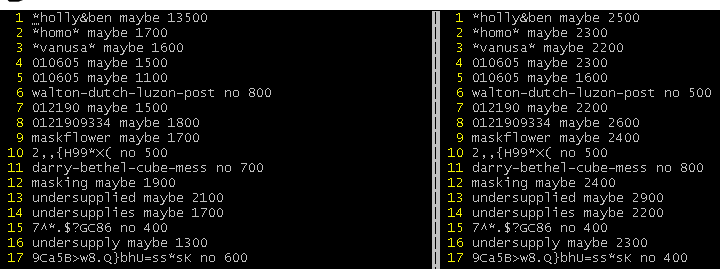 1 *holly&ben maybe 13500
2 *homo* maybe 1700
3 *vanusa* maybe 1600
4 010605 maybe 1500
5 010605 maybe 1100
6 walton-dutch-luzon-post no 800
7 012190 maybe 1500
8 0121909334 maybe 1800
9 maskflower maybe 1700
10 2,,{H99*X( no 500
11 darry-bethel-cube-mess no 700
12 masking maybe 1900
13 undersupplied maybe 2100
14 undersupplies maybe 1700
15 7^*.$?GC86 no 400
16 undersupply maybe 1300
17 9Ca5B>w8.Q}bhU=ss*sK no 600
1 *holly&ben maybe 2500
2 *homo* maybe 2300
3 *vanusa* maybe 2200
4 010605 maybe 2300
5 010605 maybe 1600
6 walton-dutch-luzon-post no 500
7 012190 maybe 2200
8 0121909334 maybe 2600
9 maskflower maybe 2400
10 2,,{H99*X( no 500
11 darry-bethel-cube-mess no 800
12 masking maybe 2400
13 undersupplied maybe 2900
14 undersupplies maybe 2200
15 7^*.$?GC86 no 400
16 undersupply maybe 2300
17 9Ca5B>w8.Q}bhU=ss*sK no 400